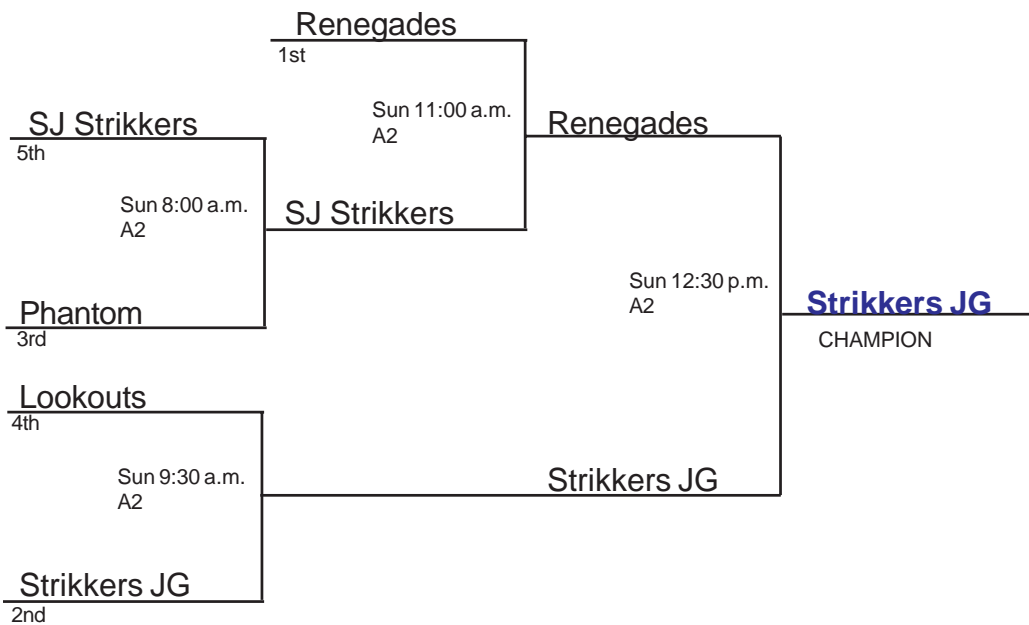 Renegades
1st
Sun 11:00 a.m.
A2
SJ Strikkers
5th
Renegades
Sun 8:00 a.m.
A2
SJ Strikkers
Sun 12:30 p.m.
A2
Phantom
3rd
Strikkers JG
CHAMPION
Lookouts
4th
Sun 9:30 a.m.
A2
Strikkers JG
Strikkers JG
2nd